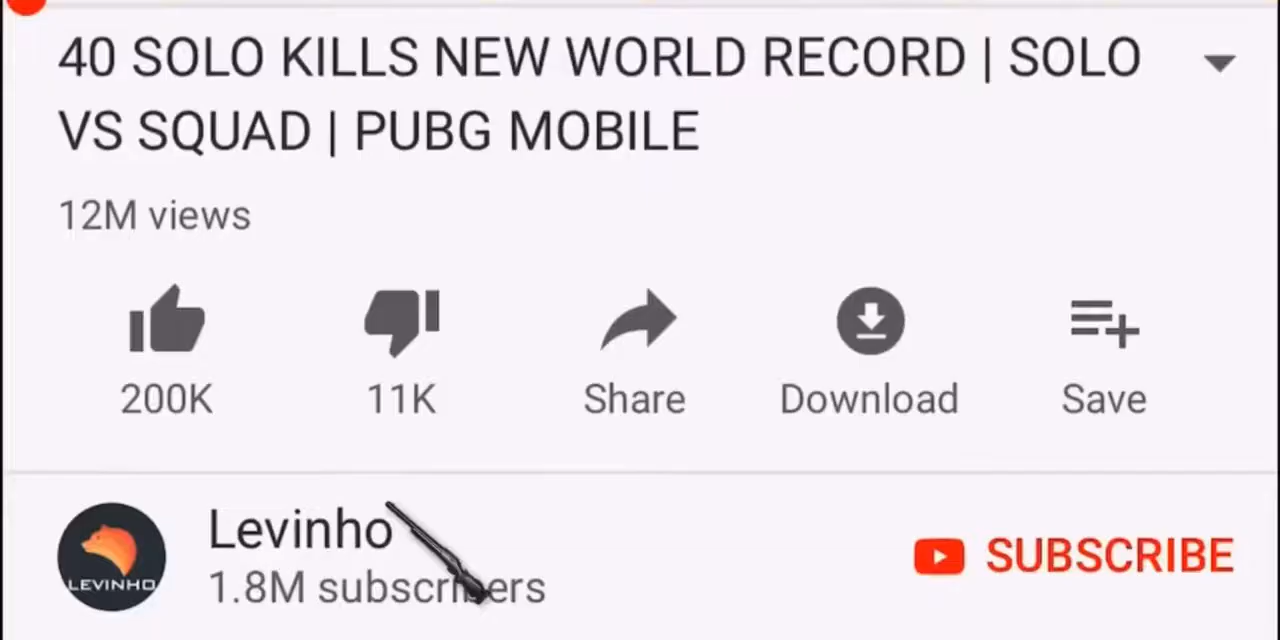 40 SOLO KILLS NEW WORLD RECORD | SOLO
VS SQUAD | PUBG MOBILE
12M views
200K 11K Share Download Save
Levinho
1.8M subscribers
SUBSCRIBE
LEVINHO